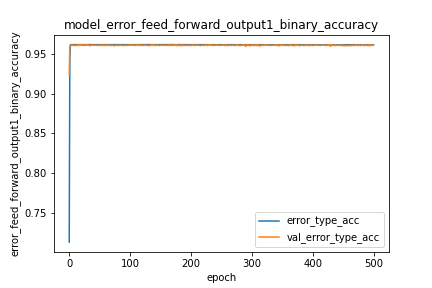 model_error_feed_forward_output1_binary_accuracy
error_feed_forward_output1_binary_accuracy
0.95
0.90
0.85
0.80
0.75
0 100 200 300 400 500
epoch
error_type_acc
val_error_type_acc